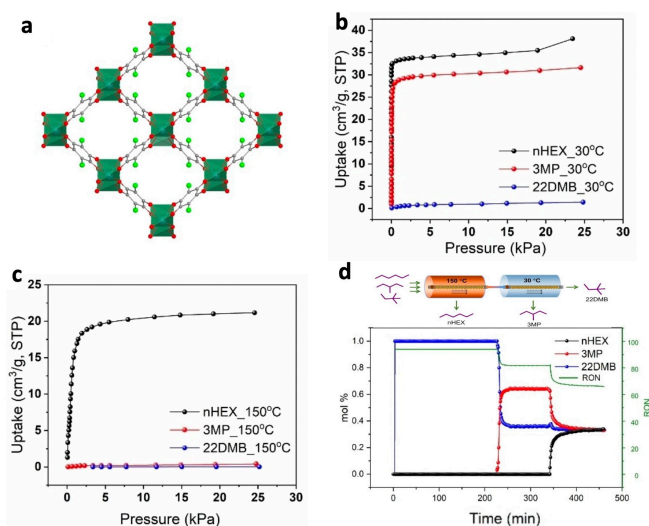 a
b
Uptake (cm³/g, STP)
40
35
30
25
20
15
10
5
0
nHEX_30°C
3MP_30°C
22DMB_30°C
0 5 10 15 20 25 30
Pressure (kPa)
c
Uptake (cm³/g, STP)
25
20
15
10
5
0
nHEX_150°C
3MP_150°C
22DMB_150°C
0 5 10 15 20 25 30
Pressure (kPa)
d
150 °C
30 °C
22DMB
nHEX
3MP
mol %
1.0
0.8
0.6
0.4
0.2
0.0
nHEX
3MP
22DMB
RON
100
80
60
40
20
0
RON
0 100 200 300 400 500
Time (min)